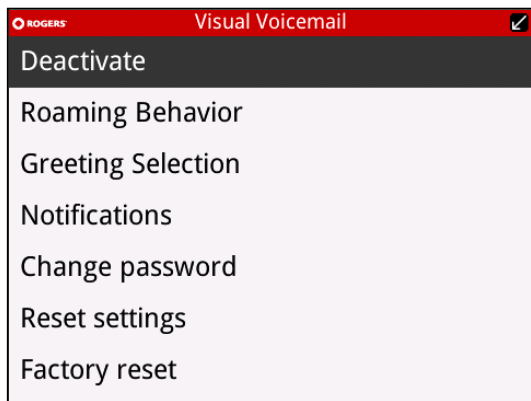 ROGERS Visual Voicemail
Deactivate
Roaming Behavior
Greeting Selection
Notifications
Change password
Reset settings
Factory reset